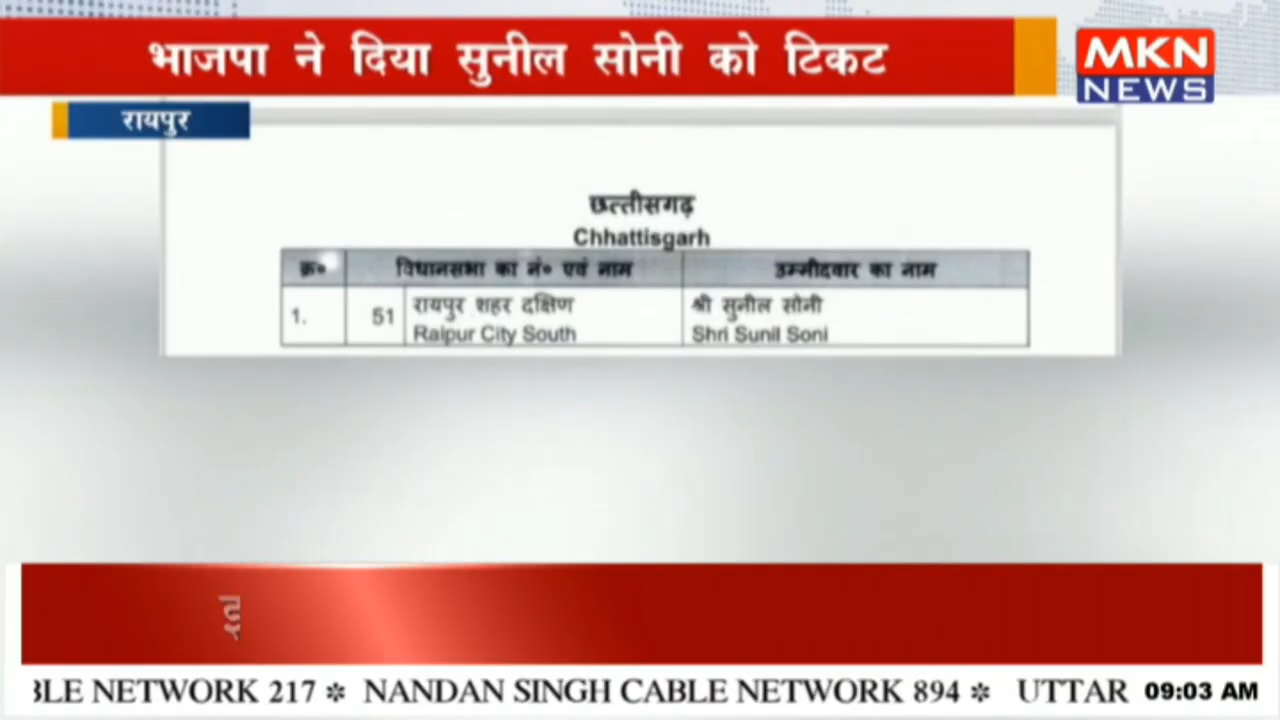 भाजपा ने दिया सुनील सोनी को टिकट
MKN
NEWS
रायपुर
छत्तीसगढ़
Chhattisgarh
क्र० विधानसभा का नं० एवं नाम उम्मीदवार का नाम
1. 51 रायपुर शहर दक्षिण श्री सुनील सोनी
Raipur City South Shri Sunil Soni
BLE NETWORK 217 ✲ NANDAN SINGH CABLE NETWORK 894 ✲ UTTAR 09:03 AM